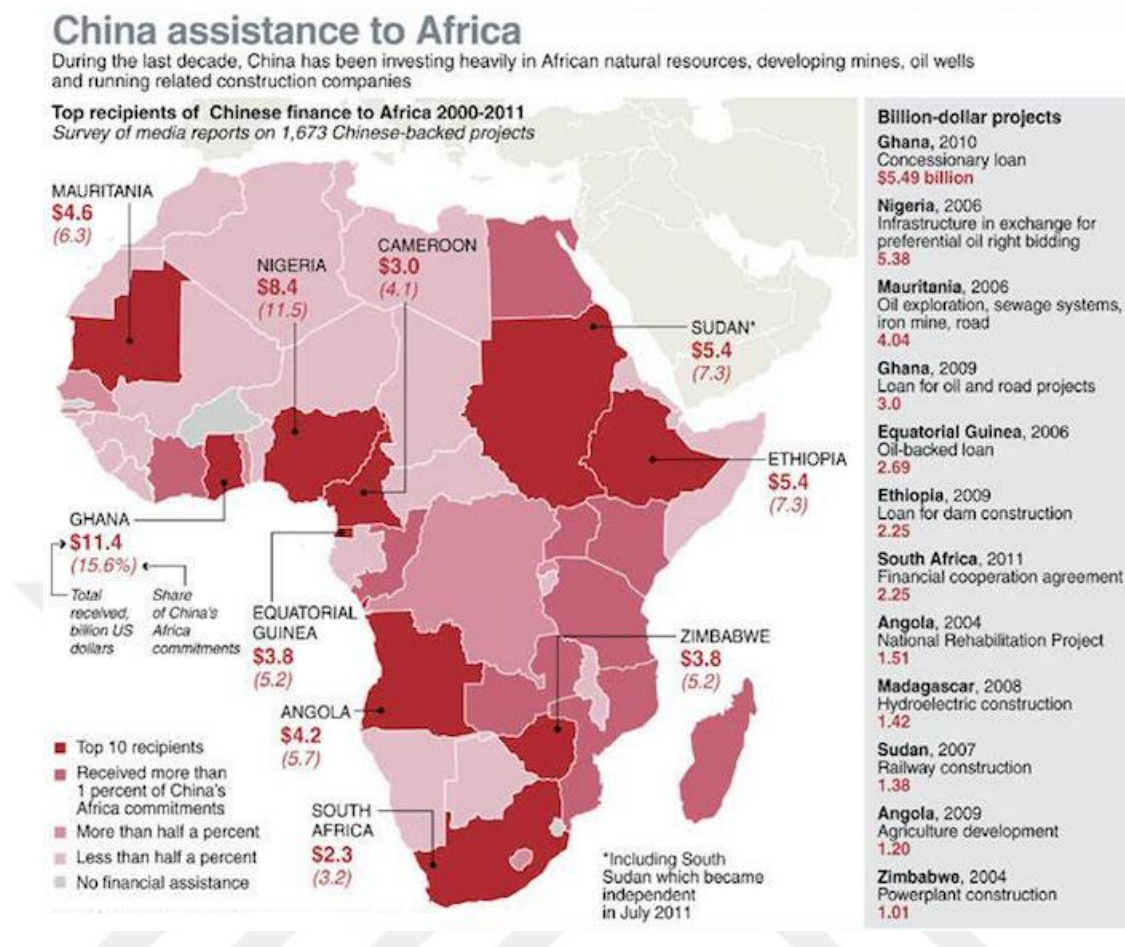 China assistance to Africa
During the last decade, China has been investing heavily in African natural resources, developing mines, oil wells
and running related construction companies
Top recipients of Chinese finance to Africa 2000-2011
Survey of media reports on 1,673 Chinese-backed projects
MAURITANIA
$4.6
(6.3)
NIGERIA
$8.4
(11.5)
CAMEROON
$3.0
(4.1)
SUDAN*
$5.4
(7.3)
ETHIOPIA
$5.4
(7.3)
GHANA
$11.4
(15.6%)
Total
received,
billion US
dollars
Share
of China's
Africa
commitments
EQUATORIAL
GUINEA
$3.8
(5.2)
ZIMBABWE
$3.8
(5.2)
ANGOLA
$4.2
(5.7)
SOUTH
AFRICA
$2.3
(3.2)
Top 10 recipients
Received more than
1 percent of China's
Africa commitments
More than half a percent
Less than half a percent
No financial assistance
*Including South
Sudan which became
independent
in July 2011
Billion-dollar projects
Ghana, 2010
Concessionary loan
$5.49 billion
Nigeria, 2006
Infrastructure in exchange for
preferential oil right bidding
5.38
Mauritania, 2006
Oil exploration, sewage systems,
iron mine, road
4.04
Ghana, 2009
Loan for oil and road projects
3.0
Equatorial Guinea, 2006
Oil-backed loan
2.69
Ethiopia, 2009
Loan for dam construction
2.25
South Africa, 2011
Financial cooperation agreement
2.25
Angola, 2004
National Rehabilitation Project
1.51
Madagascar, 2008
Hydroelectric construction
1.42
Sudan, 2007
Railway construction
1.38
Angola, 2009
Agriculture development
1.20
Zimbabwe, 2004
Powerplant construction
1.01